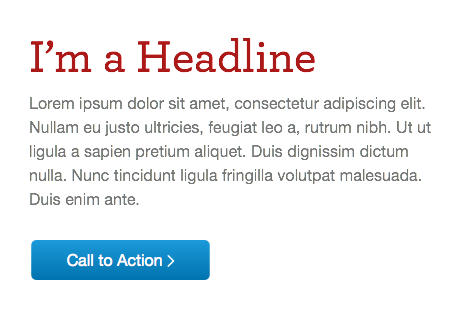 I’m a Headline
Lorem ipsum dolor sit amet, consectetur adipiscing elit.
Nullam eu justo ultricies, feugiat leo a, rutrum nibh. Ut ut
ligula a sapien pretium aliquet. Duis dignissim dictum
nulla. Nunc tincidunt ligula fringilla volutpat malesuada.
Duis enim ante.
Call to Action >